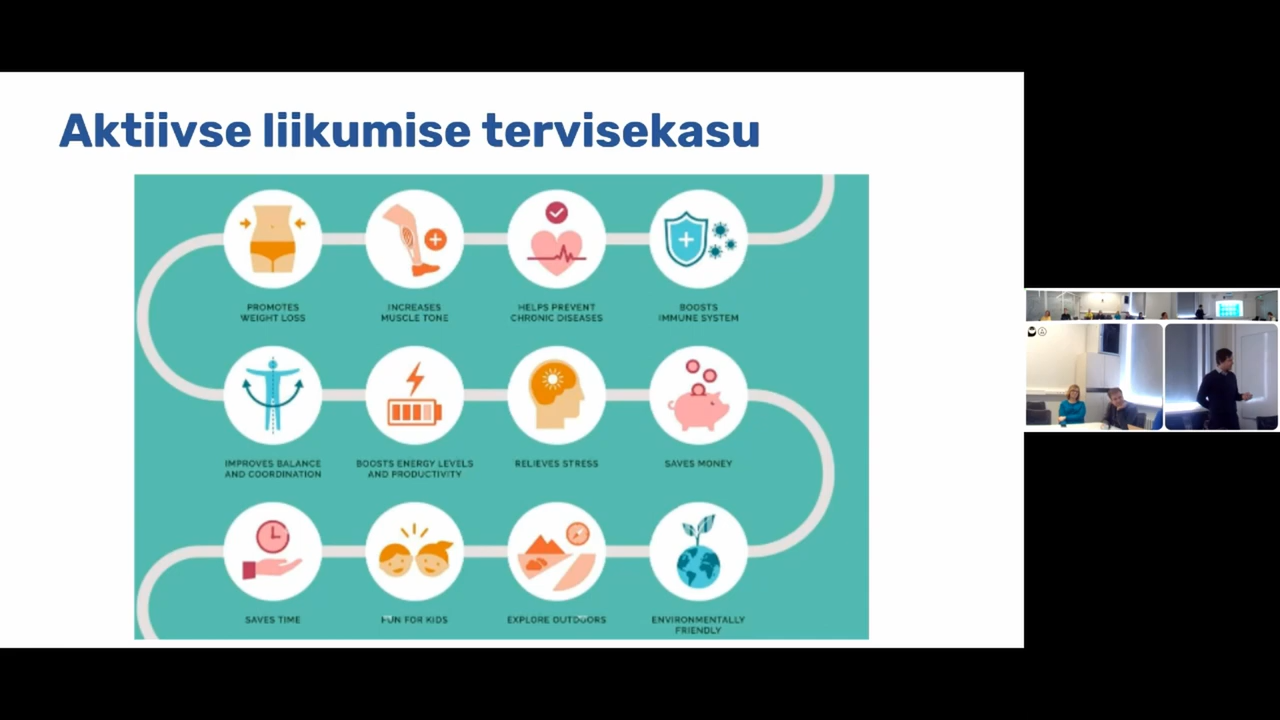 Aktiivse liikumise tervisekasu
PROMOTES
WEIGHT LOSS
INCREASES
MUSCLE TONE
HELPS PREVENT
CHRONIC DISEASES
BOOSTS
IMMUNE SYSTEM
IMPROVES BALANCE
AND COORDINATION
BOOSTS ENERGY LEVELS
AND PRODUCTIVITY
RELIEVES STRESS
SAVES MONEY
SAVES TIME
FUN FOR KIDS
EXPLORE OUTDOORS
ENVIRONMENTALLY
FRIENDLY